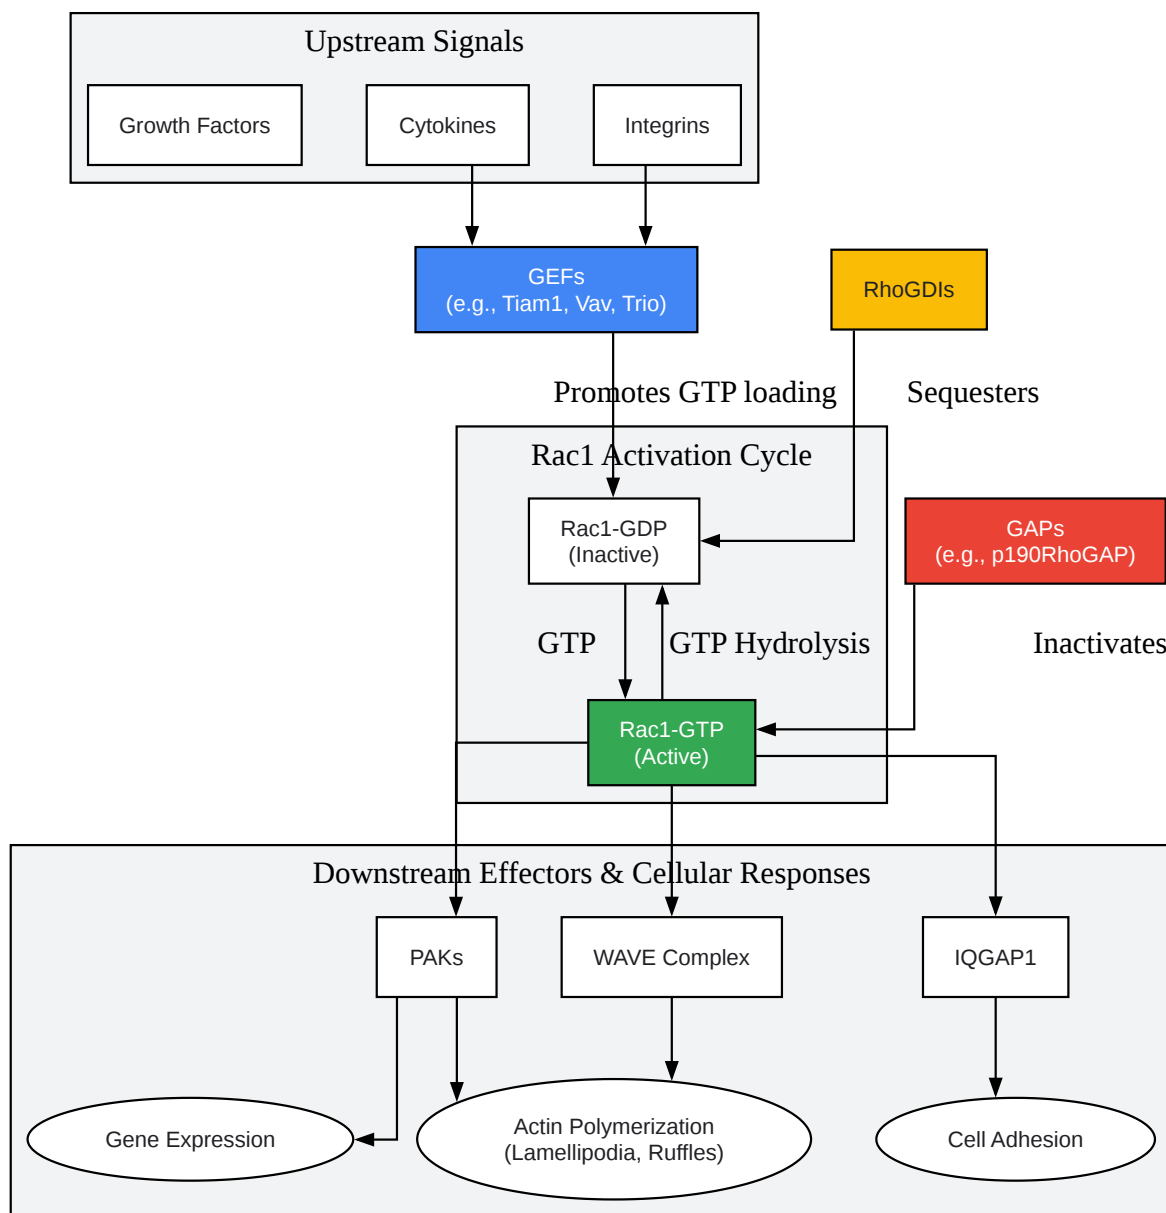 Upstream Signals
Growth Factors
Cytokines
Integrins
GEFs
(e.g., Tiam1, Vav, Trio)
RhoGDIs
Promotes GTP loading
Sequesters
Rac1 Activation Cycle
Rac1-GDP
(Inactive)
GAPs
(e.g., p190RhoGAP)
GTP
GTP Hydrolysis
Inactivates
Rac1-GTP
(Active)
Downstream Effectors & Cellular Responses
PAKs
WAVE Complex
IQGAP1
Gene Expression
Actin Polymerization
(Lamellipodia, Ruffles)
Cell Adhesion